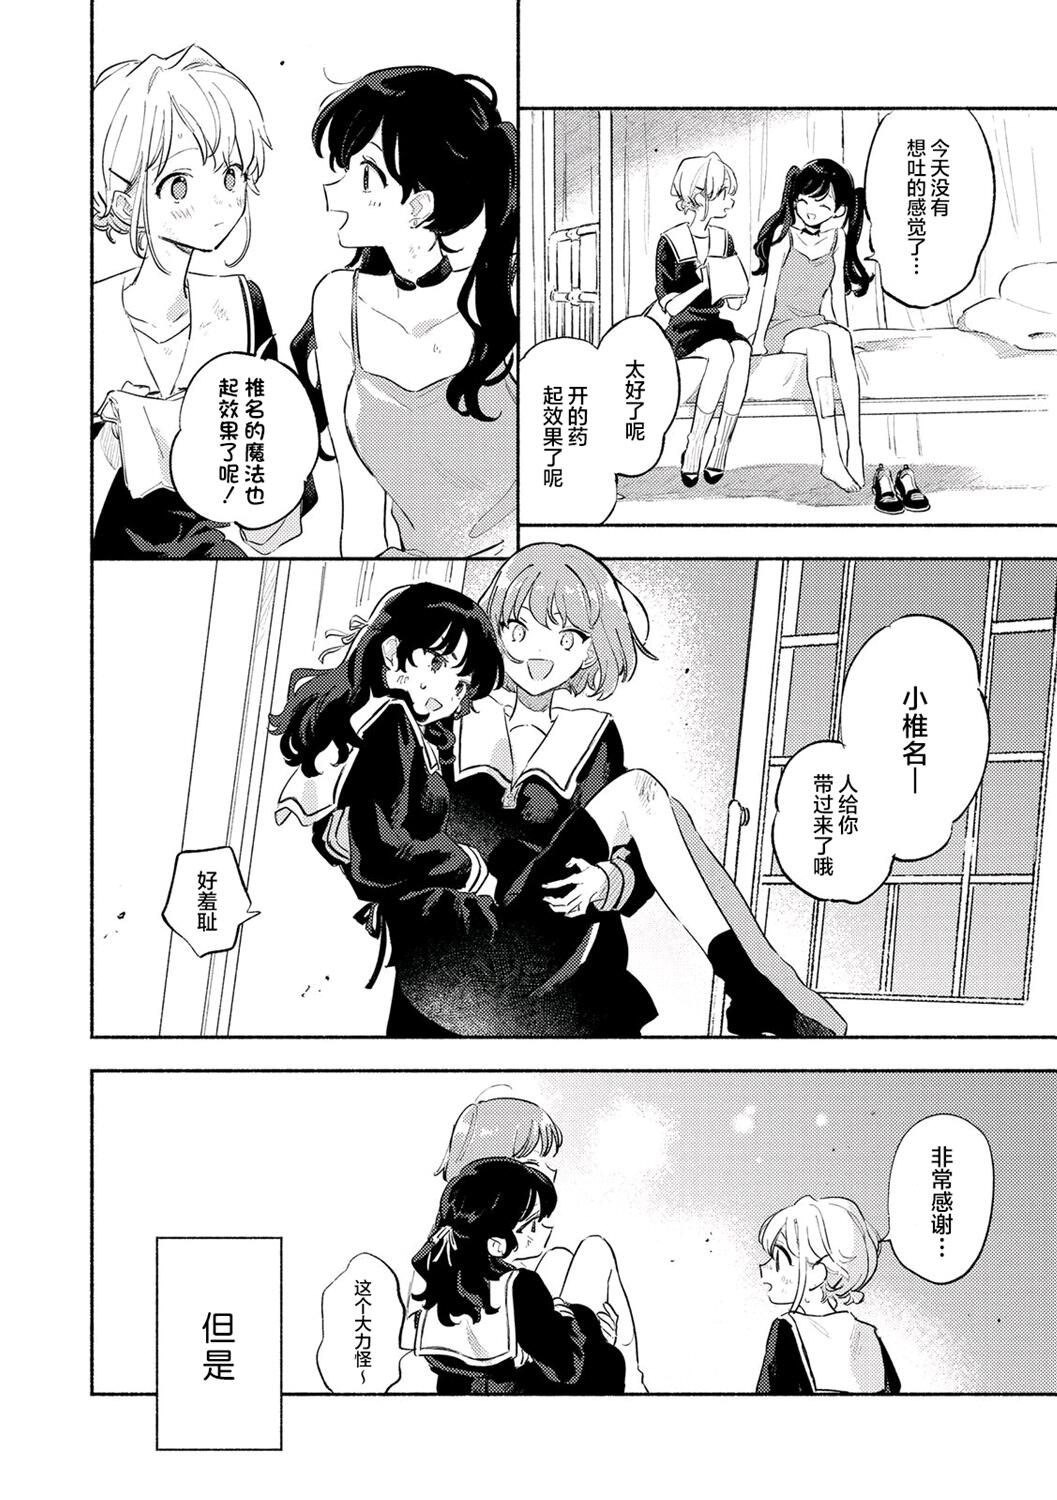 今天没有
想吐的感觉了…
太好了呢
开的药
起效果了呢
椎名的魔法也
起效果了呢！
小椎名ー
人给你
带过来了哦
好羞耻
非常感谢…
这个大力怪~
但是